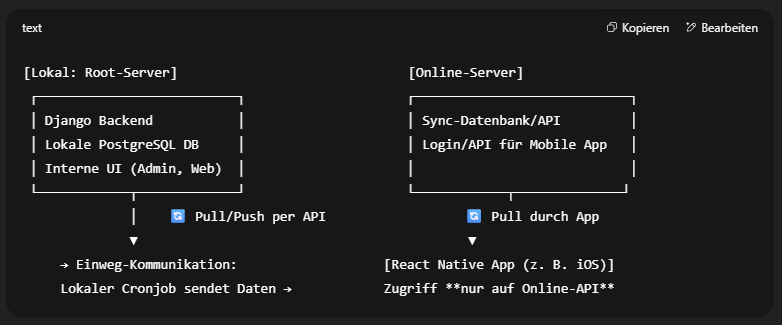 text Kopieren Bearbeiten
[Lokal: Root-Server] [Online-Server]
Django Backend Sync-Datenbank/API
Lokale PostgreSQL DB Login/API für Mobile App
Interne UI (Admin, Web)
🔄 Pull/Push per API 🔄 Pull durch App
▼ ▼
→ Einweg-Kommunikation: [React Native App (z. B. iOS)]
Lokaler Cronjob sendet Daten → Zugriff **nur auf Online-API**